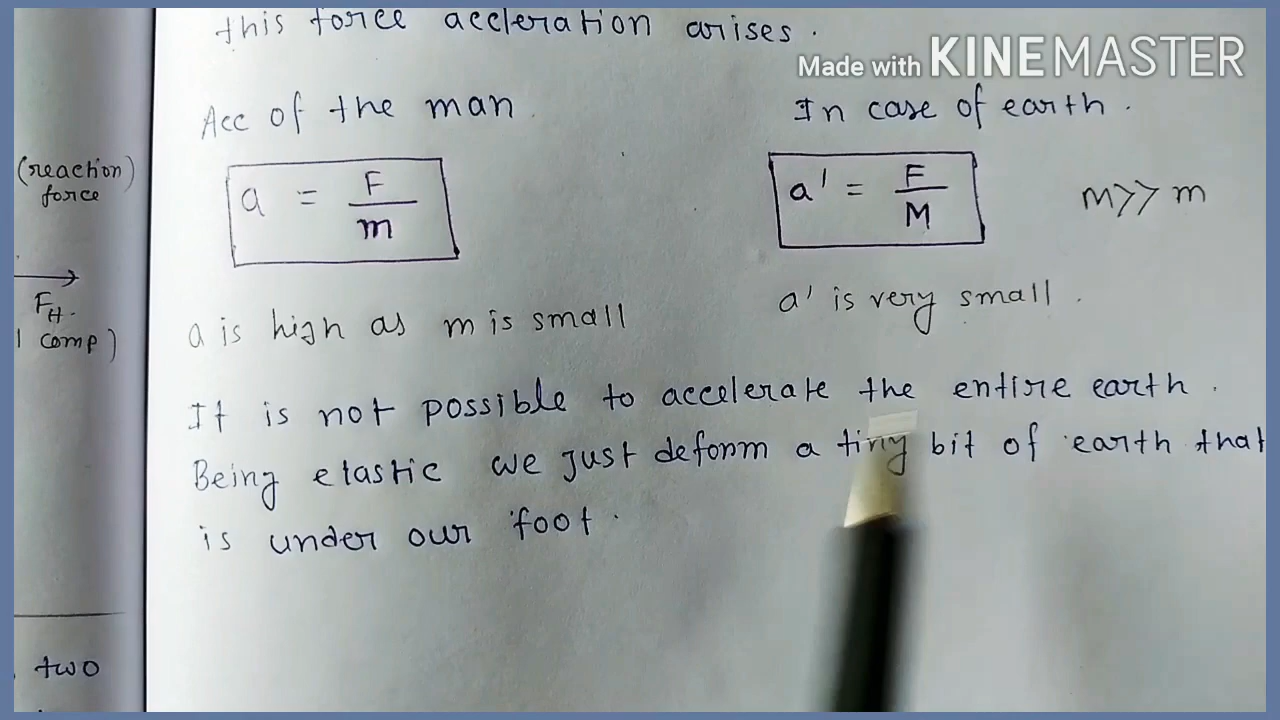 this force accleration arises.
Made with KINEMASTER
Acc of the man
In case of earth.
(reaction)
force
a = F/m
a' = F/M
m>> m
F_H.
comp)
a is high as m is small
a' is very small.
It is not possible to accelerate the entire earth.
Being elastic we just deform a tiny bit of earth that
is under our foot.
two